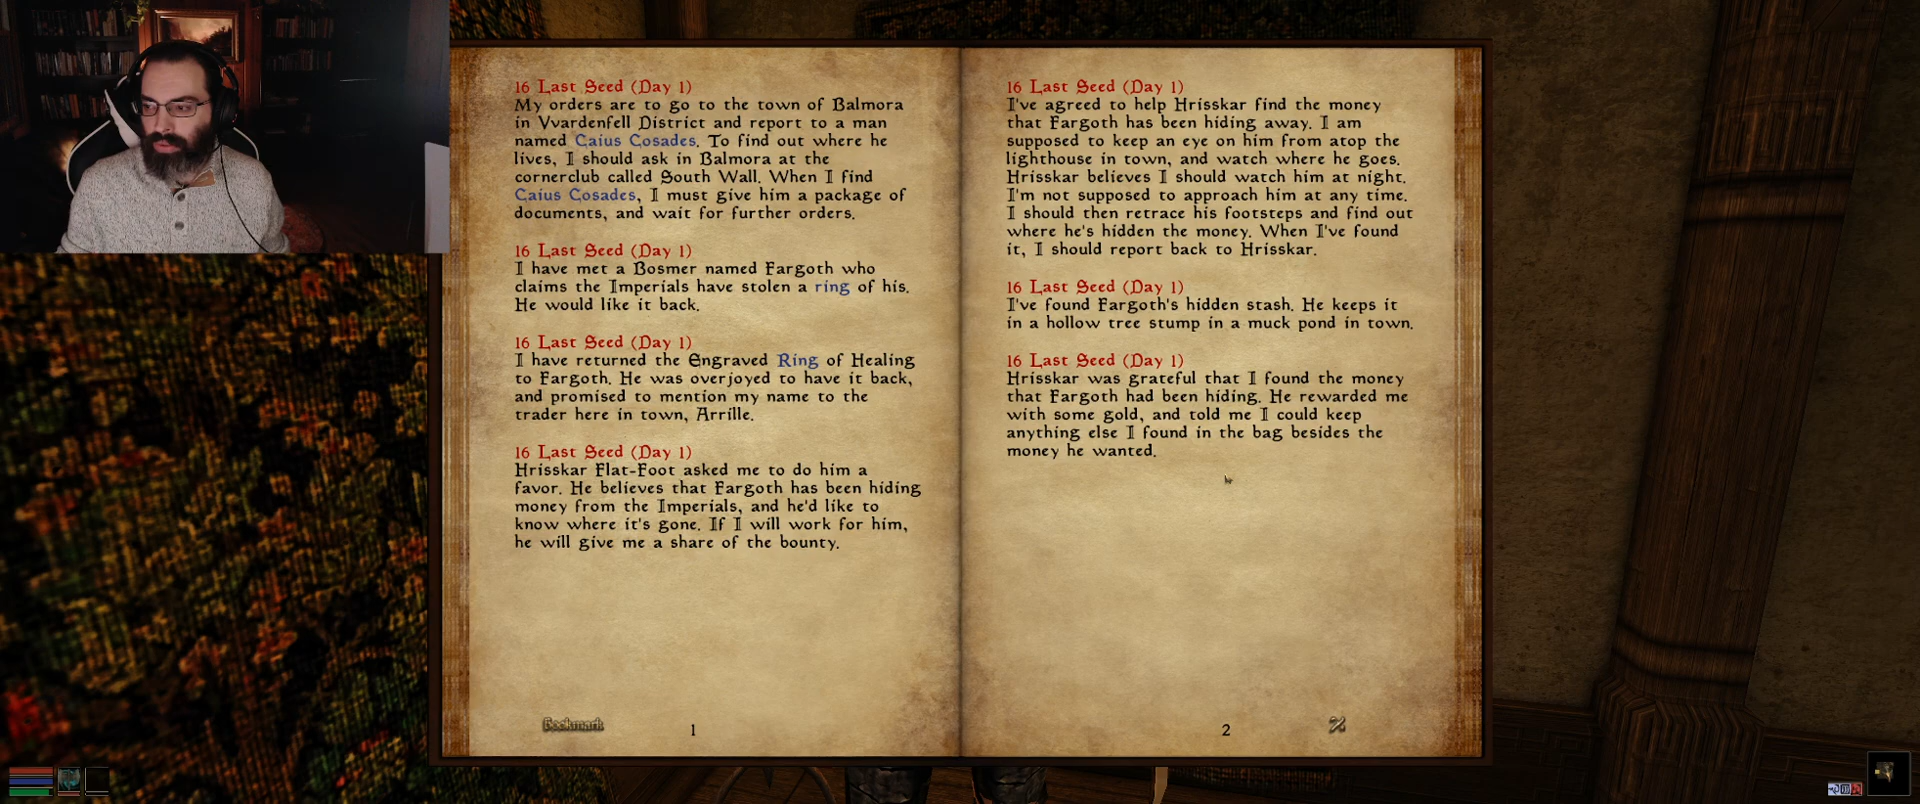 16 Last Seed (Day 1)
My orders are to go to the town of Balmora
in Vvardenfell District and report to a man
named Caius Cosades. To find out where he
lives, I should ask in Balmora at the
cornerclub called South Wall. When I find
Caius Cosades, I must give him a package of
documents, and wait for further orders.
16 Last Seed (Day 1)
I have met a Bosmer named Fargoth who
claims the Imperials have stolen a ring of his.
He would like it back.
16 Last Seed (Day 1)
I have returned the Engraved Ring of Healing
to Fargoth. He was overjoyed to have it back,
and promised to mention my name to the
trader here in town, Arrille.
16 Last Seed (Day 1)
Hrisskar Flat-Foot asked me to do him a
favor. He believes that Fargoth has been hiding
money from the Imperials, and he'd like to
know where it's gone. If I will work for him,
he will give me a share of the bounty.
Bookmark
1
16 Last Seed (Day 1)
I've agreed to help Hrisskar find the money
that Fargoth has been hiding away. I am
supposed to keep an eye on him from atop the
lighthouse in town, and watch where he goes.
Hrisskar believes I should watch him at night.
I'm not supposed to approach him at any time.
I should then retrace his footsteps and find out
where he's hidden the money. When I've found
it, I should report back to Hrisskar.
16 Last Seed (Day 1)
I've found Fargoth's hidden stash. He keeps it
in a hollow tree stump in a muck pond in town.
16 Last Seed (Day 1)
Hrisskar was grateful that I found the money
that Fargoth had been hiding. He rewarded me
with some gold, and told me I could keep
anything else I found in the bag besides the
money he wanted.
2